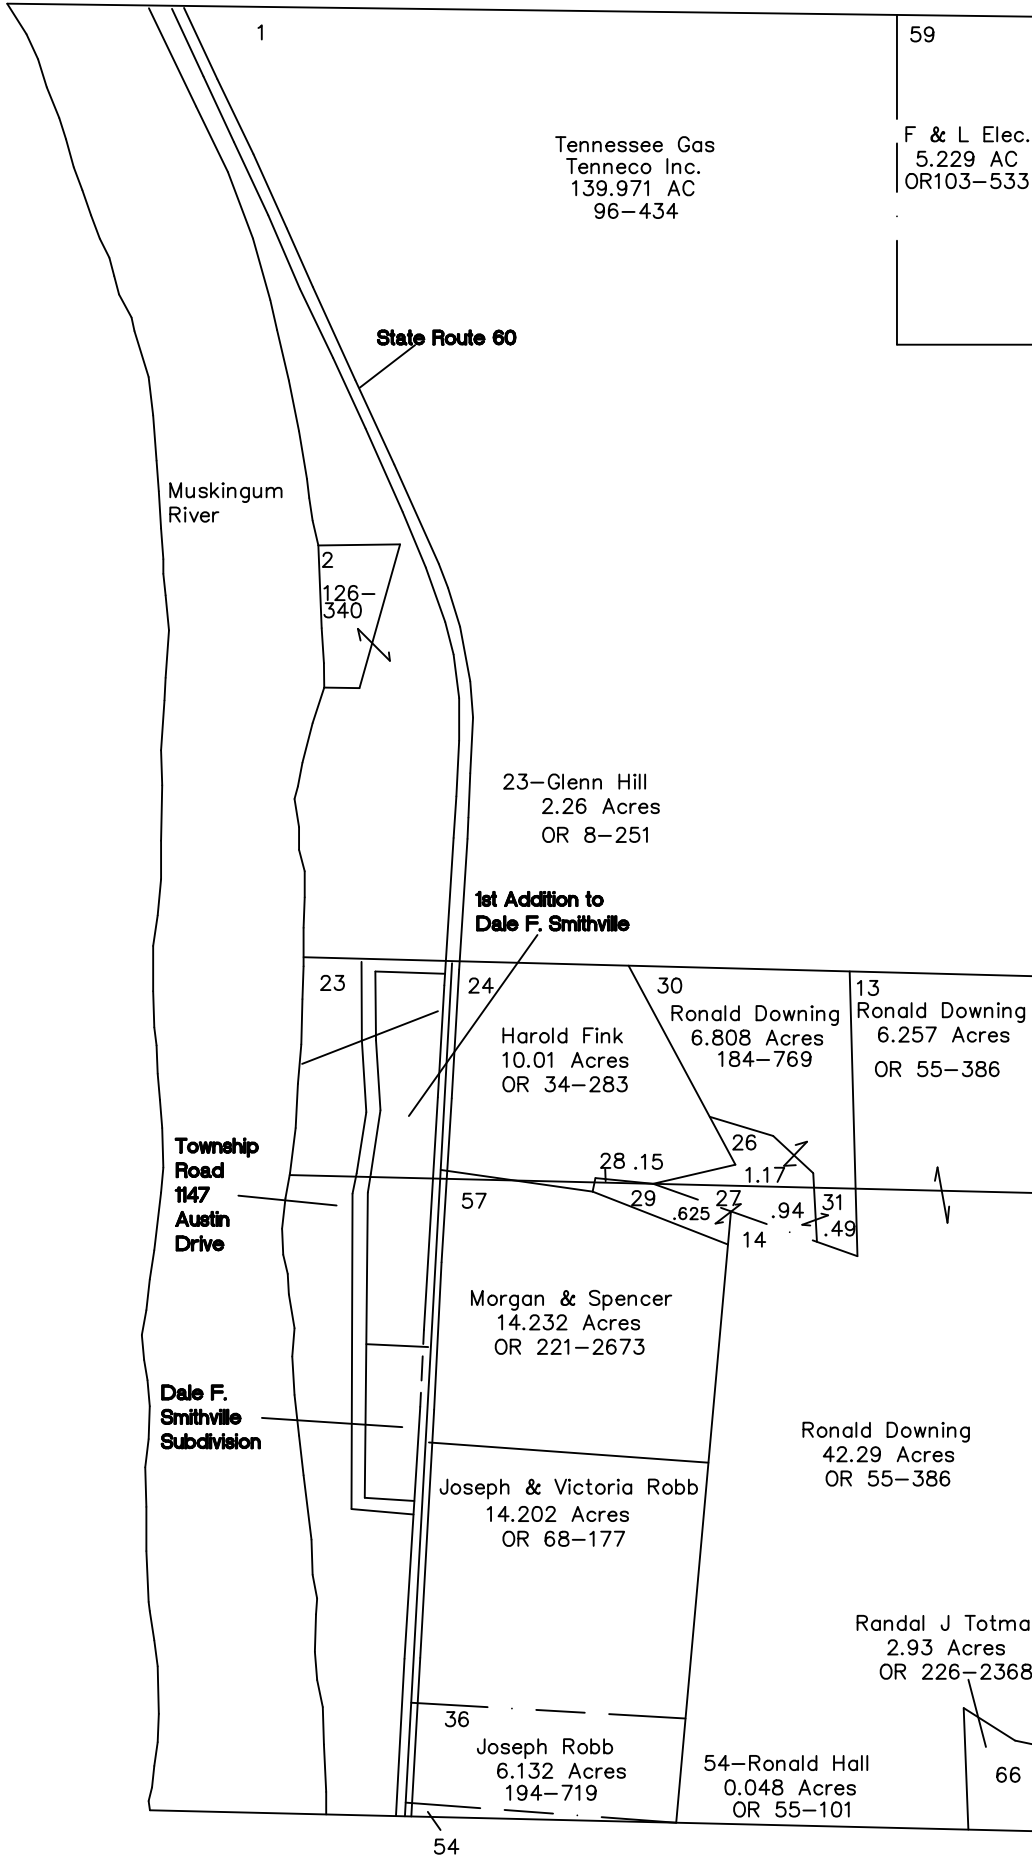 1
59
Tennessee Gas
Tenneco Inc.
139.971 AC
96-434
F & L Elec.
5.229 AC
OR103-533
State Route 60
Muskingum
River
2
126-
340
23-Glenn Hill
2.26 Acres
OR 8-251
1st Addition to
Dale F. Smithville
23
24
30
13
Harold Fink
10.01 Acres
OR 34-283
Ronald Downing
6.808 Acres
184-769
Ronald Downing
6.257 Acres
OR 55-386
26
1.17
28 .15
Township
Road
1147
Austin
Drive
57
29
.625
27
.94
31
.49
14
Morgan & Spencer
14.232 Acres
OR 221-2673
Dale F.
Smithville
Subdivision
Ronald Downing
42.29 Acres
OR 55-386
Joseph & Victoria Robb
14.202 Acres
OR 68-177
Randal J Totma
2.93 Acres
OR 226-2368
36
Joseph Robb
6.132 Acres
194-719
54-Ronald Hall
0.048 Acres
OR 55-101
66
54